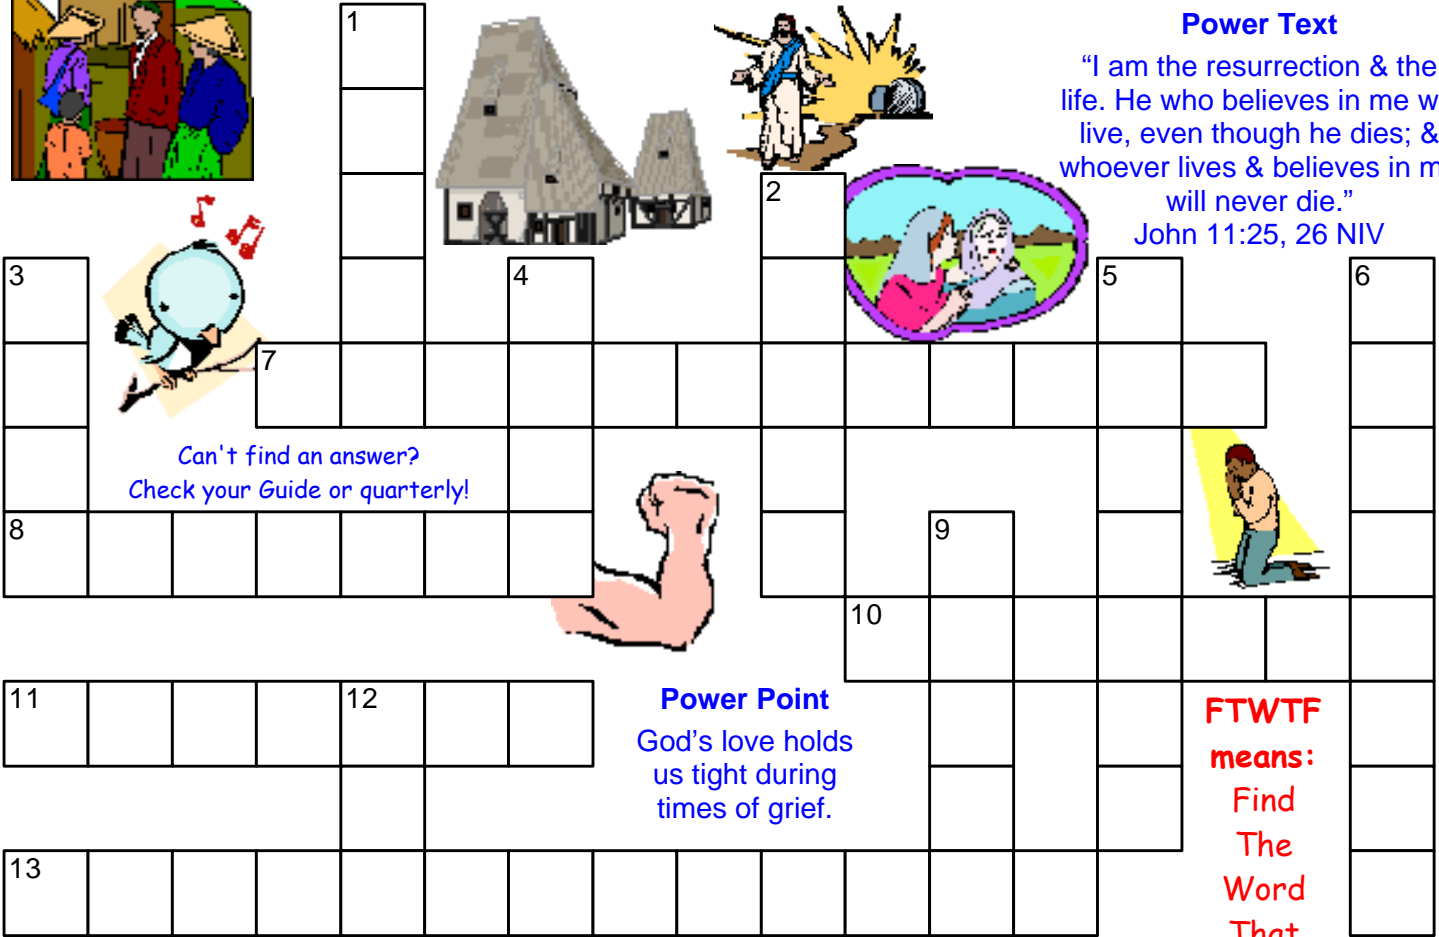 1
Power Text
“I am the resurrection & the
life. He who believes in me w
live, even though he dies; &
whoever lives & believes in m
will never die.”
John 11:25, 26 NIV
2
3
4
5
6
7
Can't find an answer?
Check your Guide or quarterly!
8
9
10
11
12
Power Point
God’s love holds
us tight during
times of grief.
FTWTF
means:
Find
The
Word
That
13